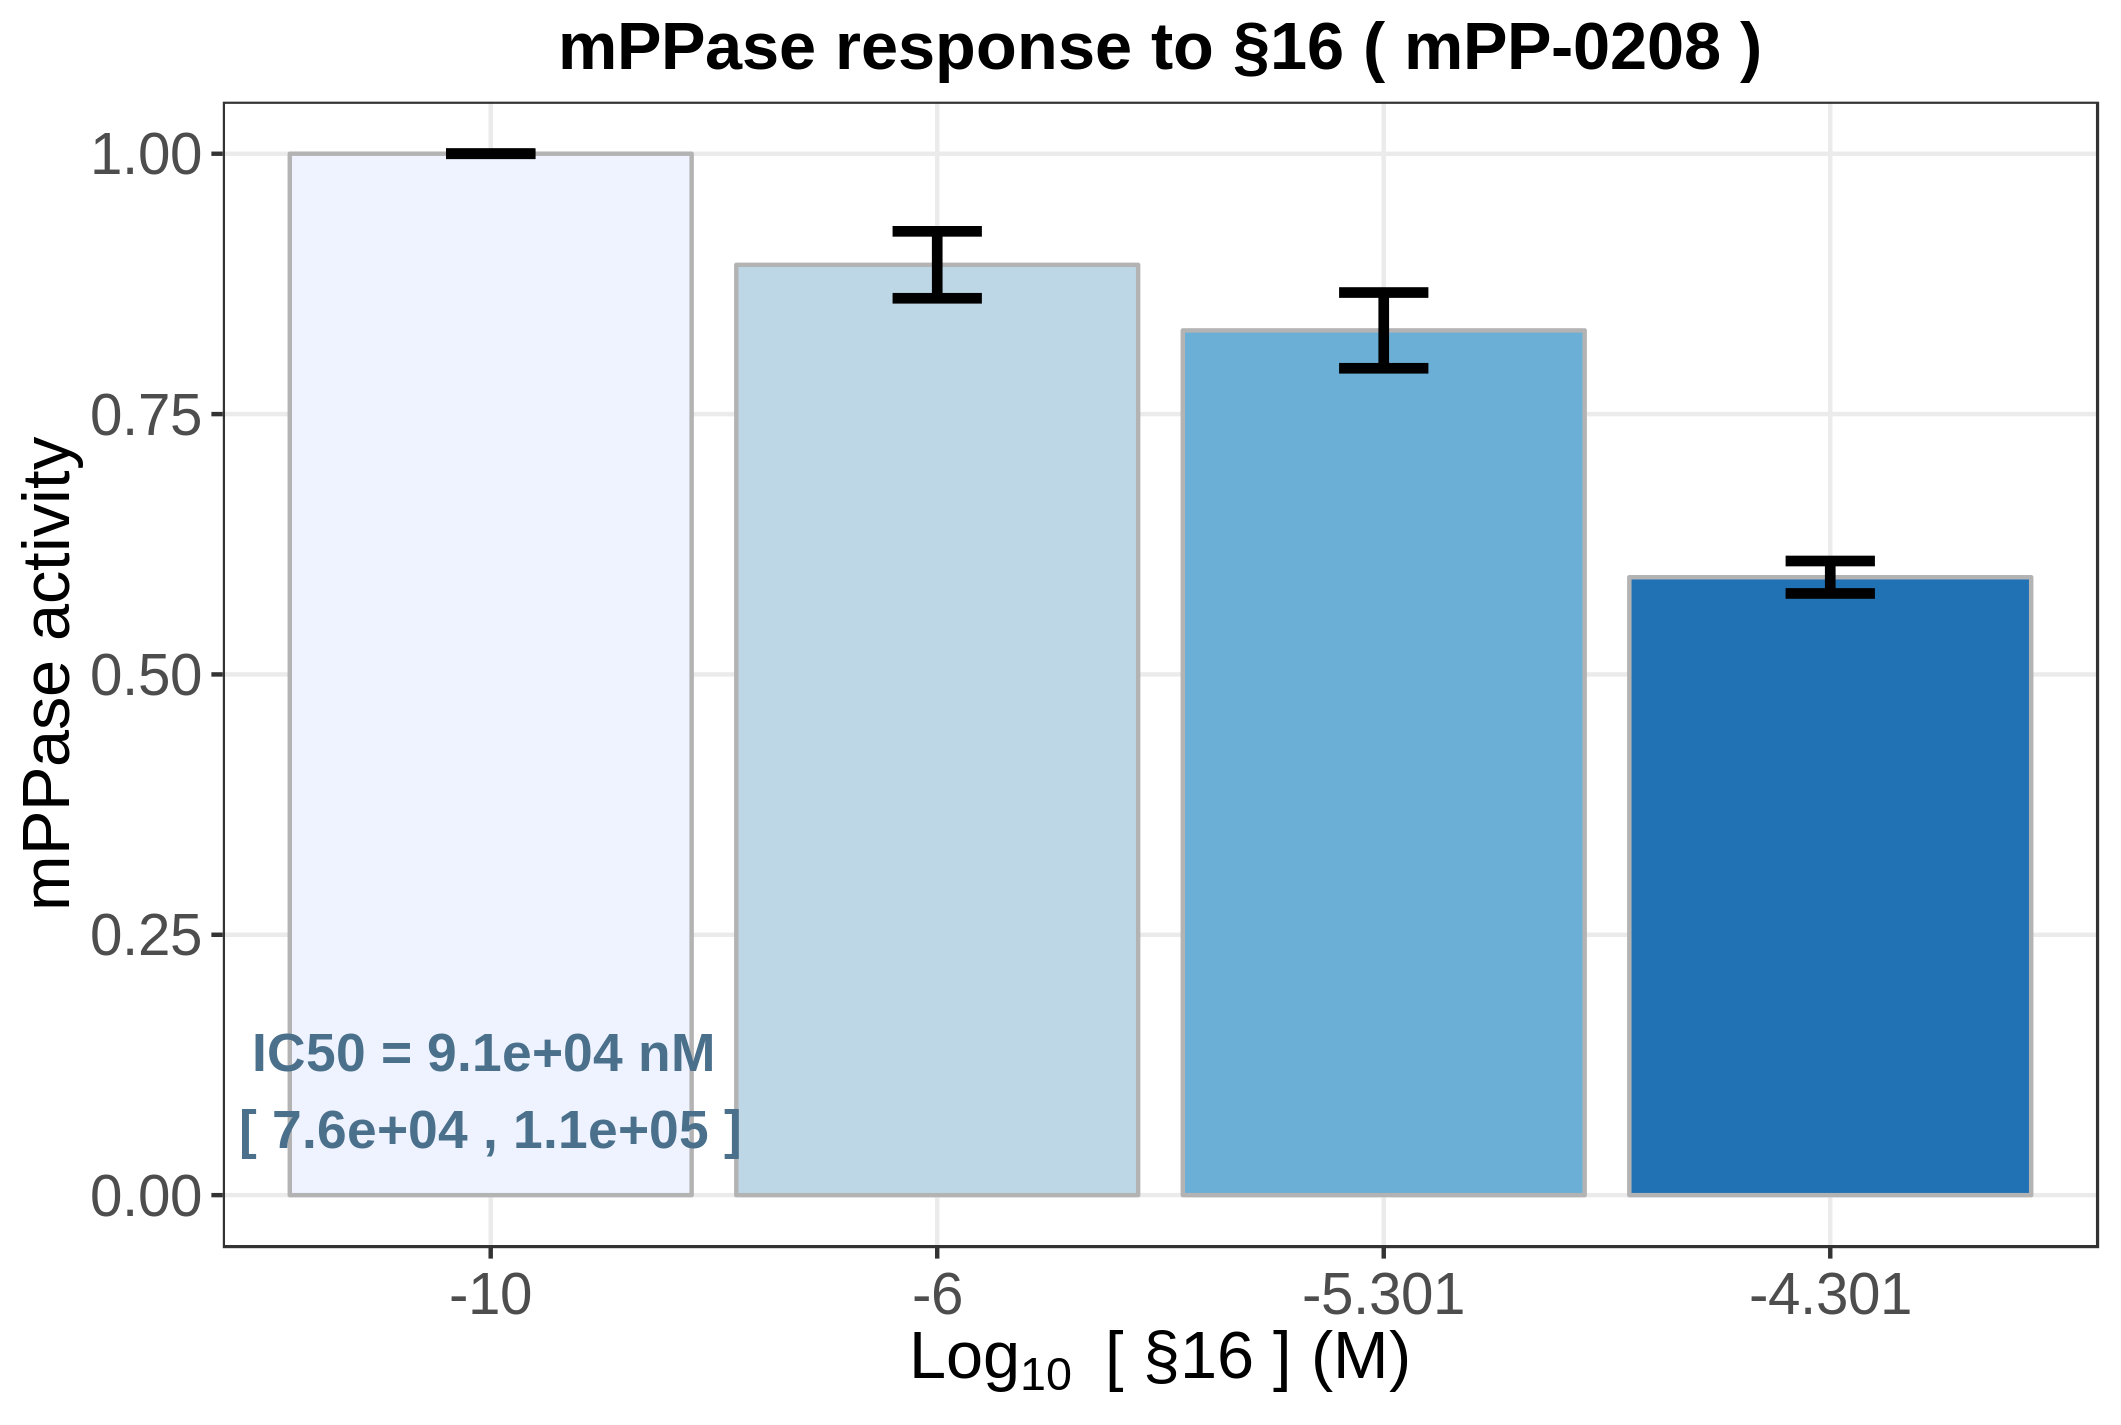 mPPase response to §16 ( mPP-0208 )
mPPase activity
1.00
0.75
0.50
0.25
0.00
IC50 = 9.1e+04 nM
[ 7.6e+04 , 1.1e+05 ]
-10
-6
-5.301
-4.301
Log10 [ §16 ] (M)